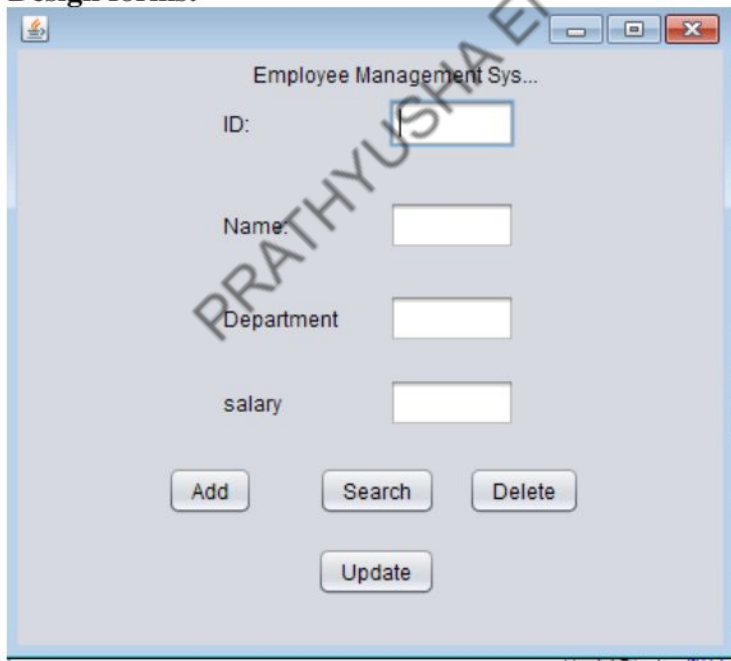 Design forms:
Employee Management Sys...
ID:
Name:
Department
salary
Add Search Delete
Update
PRATHYUSHA